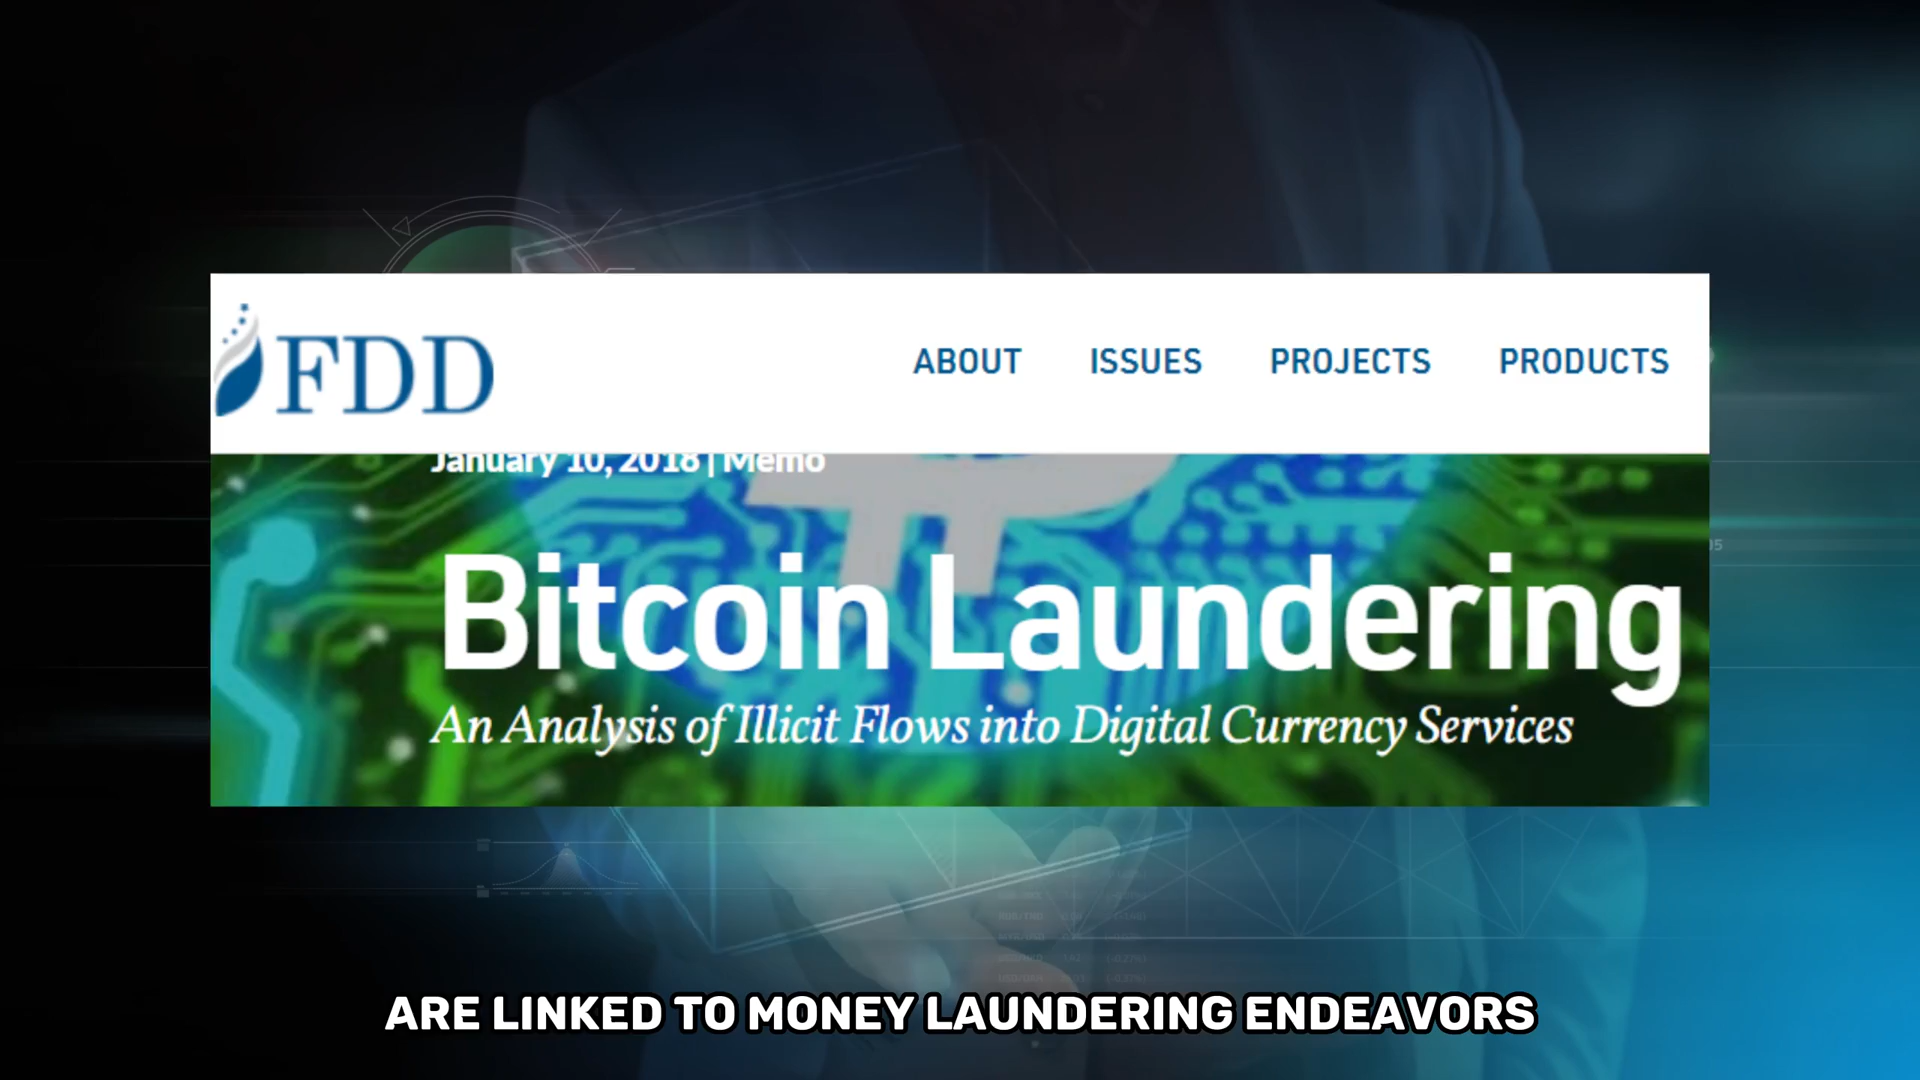 FDD
ABOUT ISSUES PROJECTS PRODUCTS
January 10, 2018 | Memo
Bitcoin Laundering
An Analysis of Illicit Flows into Digital Currency Services
ARE LINKED TO MONEY LAUNDERING ENDEAVORS